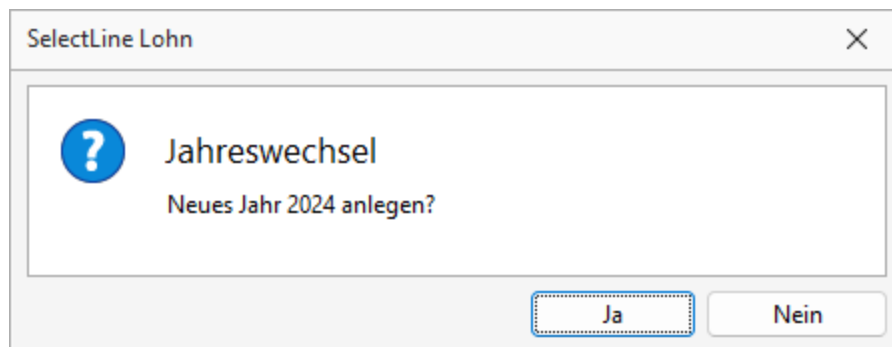 SelectLine Lohn
Jahreswechsel
Neues Jahr 2024 anlegen?
Ja Nein